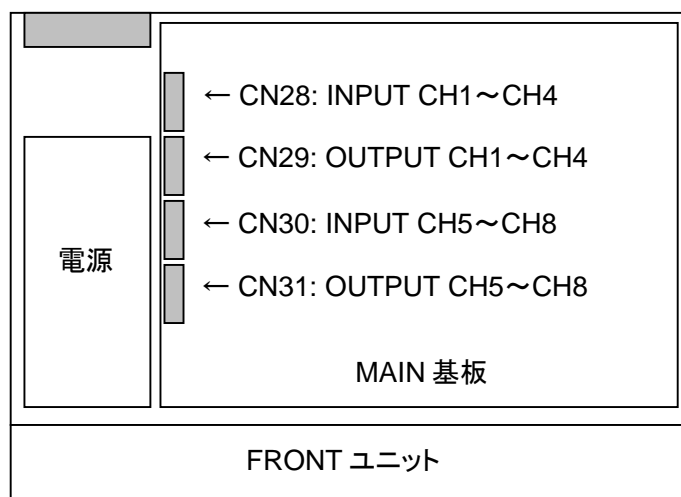 ← CN28: INPUT CH1～CH4
← CN29: OUTPUT CH1～CH4
← CN30: INPUT CH5～CH8
電源
← CN31: OUTPUT CH5～CH8
MAIN 基板
FRONT ユニット